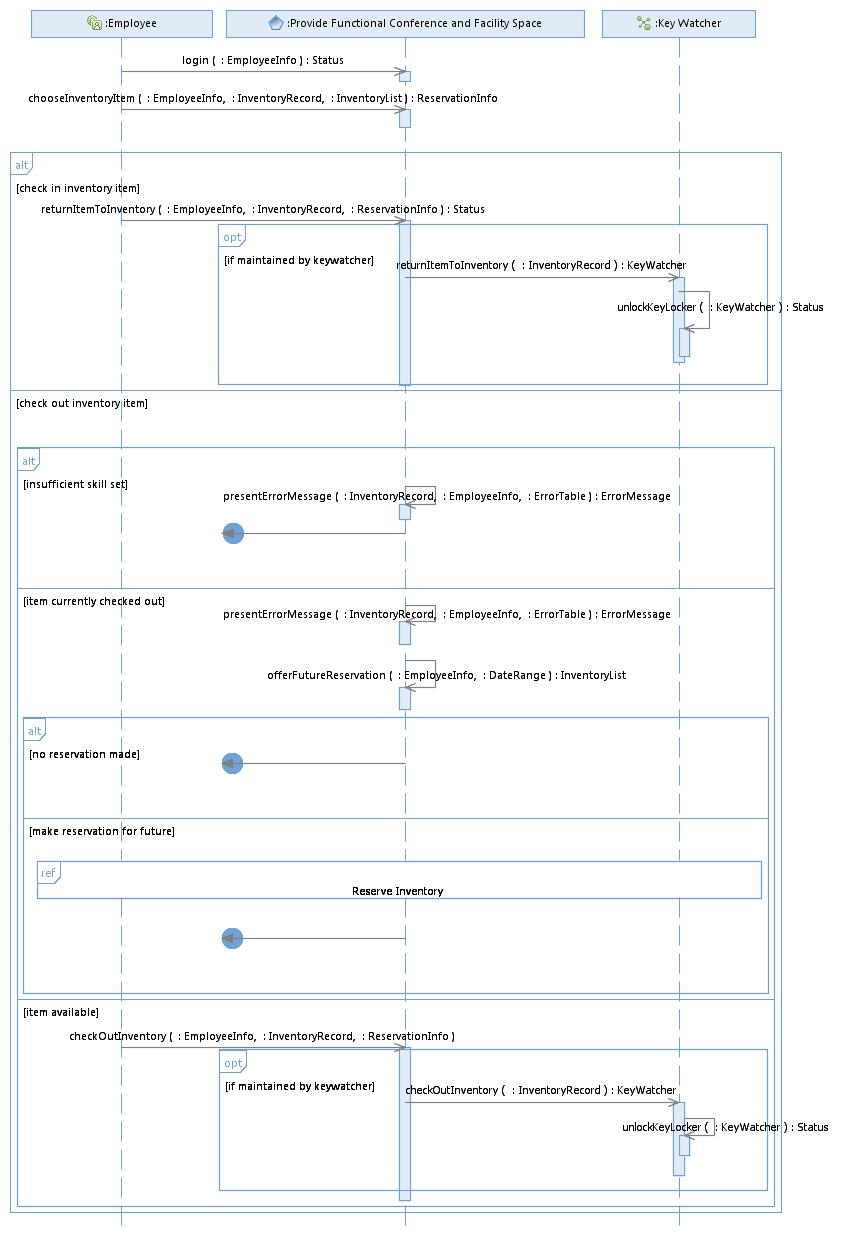 :Employee
:Provide Functional Conference and Facility Space
:Key Watcher
login ( : EmployeeInfo ) : Status
chooseInventoryItem ( : EmployeeInfo, : InventoryRecord, : InventoryList ) : ReservationInfo
alt
[check in inventory item]
returnItemToInventory ( : EmployeeInfo, : InventoryRecord, : ReservationInfo ) : Status
opt
[if maintained by keywatcher]
returnItemToInventory ( : InventoryRecord ) : KeyWatcher
unlockKeyLocker ( : KeyWatcher ) : Status
[check out inventory item]
alt
[insufficient skill set]
presentErrorMessage ( : InventoryRecord, : EmployeeInfo, : ErrorTable ) : ErrorMessage
[item currently checked out]
presentErrorMessage ( : InventoryRecord, : EmployeeInfo, : ErrorTable ) : ErrorMessage
offerFutureReservation ( : EmployeeInfo, : DateRange ) : InventoryList
alt
[no reservation made]
[make reservation for future]
ref
Reserve Inventory
[item available]
checkOutInventory ( : EmployeeInfo, : InventoryRecord, : ReservationInfo )
opt
[if maintained by keywatcher]
checkOutInventory ( : InventoryRecord ) : KeyWatcher
unlockKeyLocker ( : KeyWatcher ) : Status